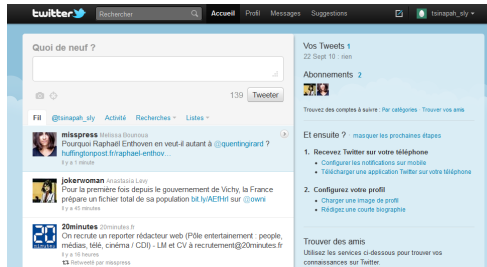 twitter Rechercher Accueil Profil Messages Suggestions tsinapah_sly
Quoi de neuf ?
139 Tweeter
Fil @tsinapah_sly Activité Recherches Listes
misspress Melissa Bounoua
Pourquoi Raphaël Enthoven en veut-il autant à @quentingirard ?
huffingtonpost.fr/raphael-enthov…
Il y a 1 minute
jokerwoman Anastasia Levy
Pour la première fois depuis le gouvernement de Vichy, la France
prépare un fichier total de sa population bit.ly/AEfHrl sur @owni
Il y a 45 minutes
20 minutes
20minutes 20minutes.fr
On recrute un reporter rédacteur web (Pôle entertainement : people,
médias, télé, cinéma / CDI) - LM et CV à recrutement@20minutes.fr
Il y a 16 heures
Retweeté par misspress
Vos Tweets 1
22 Sept 10 : rien
Abonnements 2
Trouvez des comptes à suivre : Par catégories · Trouver vos amis
Et ensuite ? · masquer les prochaines étapes
1. Recevez Twitter sur votre téléphone
• Configurer les notifications sur mobile
• Télécharger une application Twitter sur votre téléphone
2. Configurez votre profil
• Charger une image de profil
• Rédigez une courte biographie
Trouver des amis
Utilisez les services ci-dessous pour trouver vos
connaissances sur Twitter.